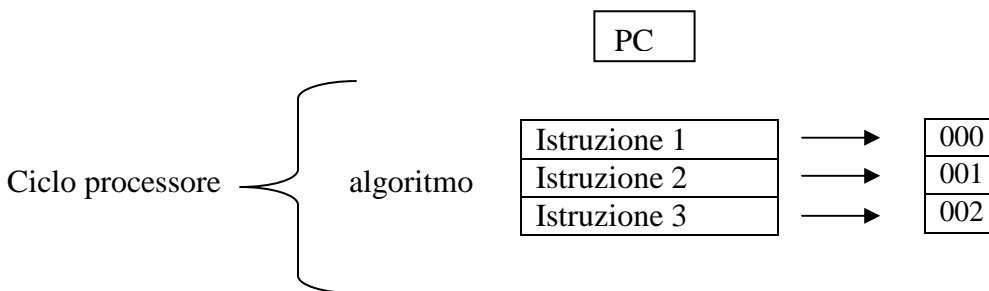 PC
Istruzione 1 000
Ciclo processore algoritmo Istruzione 2 001
Istruzione 3 002